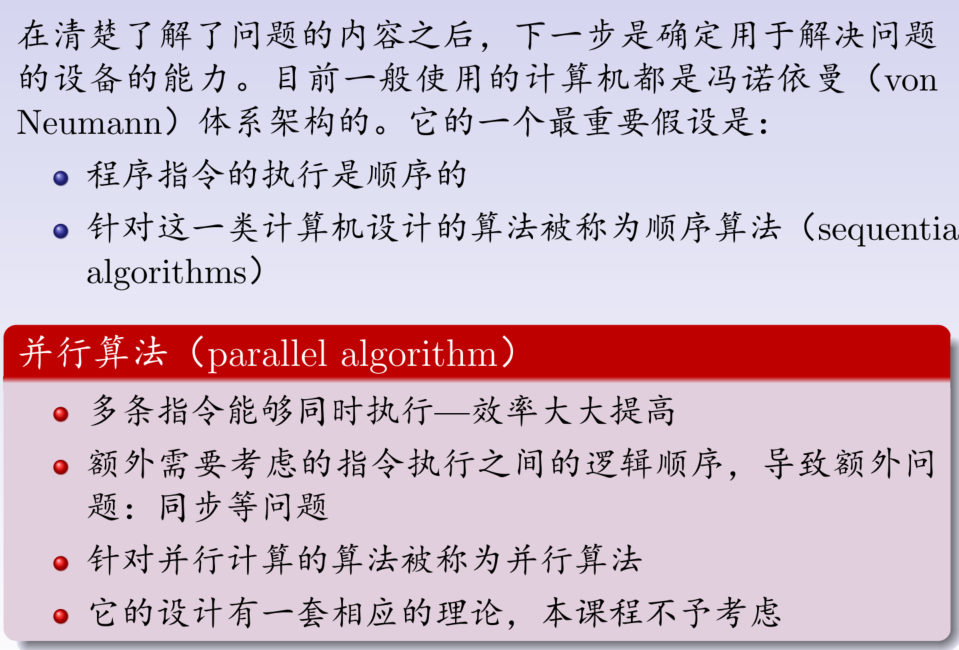 在清楚了解了问题的内容之后，下一步是确定用于解决问题
的设备的能力。目前一般使用的计算机都是冯诺依曼（von
Neumann）体系架构的。它的一个最重要假设是：
程序指令的执行是顺序的
针对这一类计算机设计的算法被称为顺序算法（sequentia
algorithms）
并行算法（parallel algorithm）
多条指令能够同时执行—效率大大提高
额外需要考虑的指令执行之间的逻辑顺序，导致额外问
题：同步等问题
针对并行计算的算法被称为并行算法
它的设计有一套相应的理论，本课程不予考虑